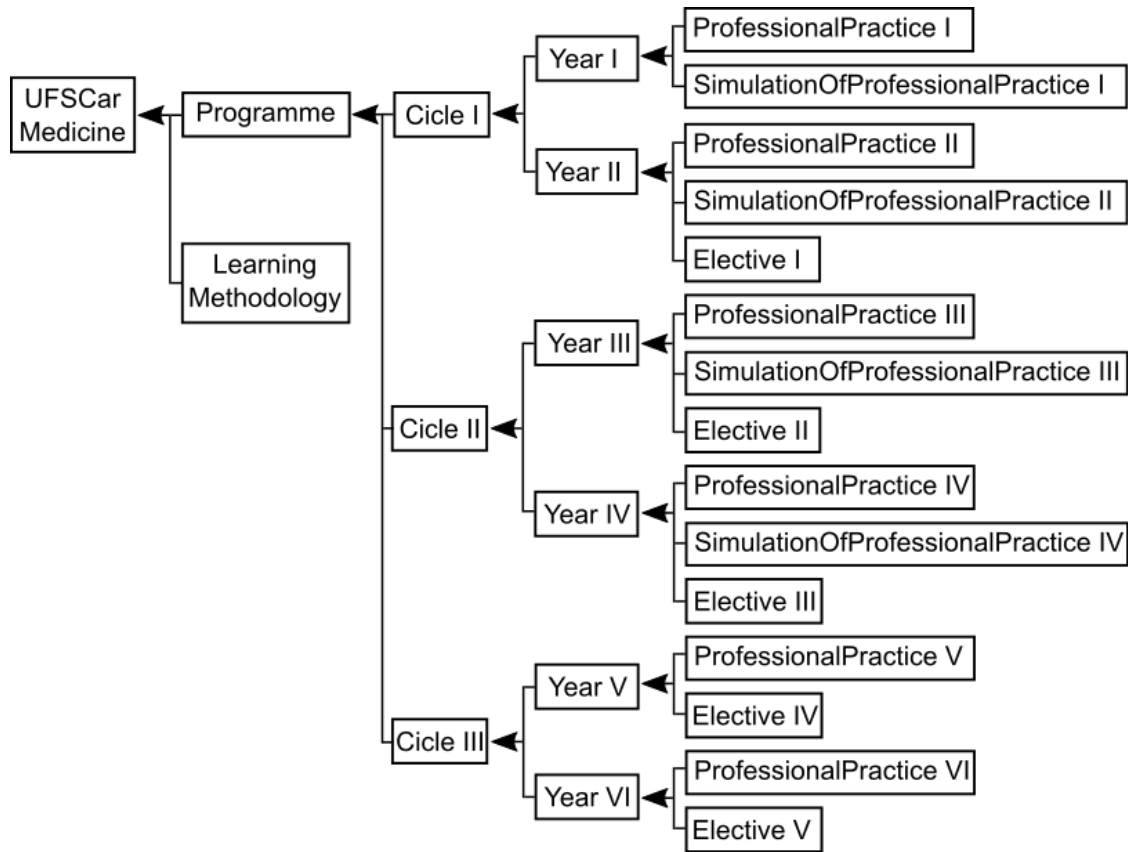 UFSCar
Medicine
Programme
Learning
Methodology
Cicle I
Year I
ProfessionalPractice I
SimulationOfProfessionalPractice I
Year II
ProfessionalPractice II
SimulationOfProfessionalPractice II
Elective I
Cicle II
Year III
ProfessionalPractice III
SimulationOfProfessionalPractice III
Elective II
Year IV
ProfessionalPractice IV
SimulationOfProfessionalPractice IV
Elective III
Cicle III
Year V
ProfessionalPractice V
Elective IV
Year VI
ProfessionalPractice VI
Elective V